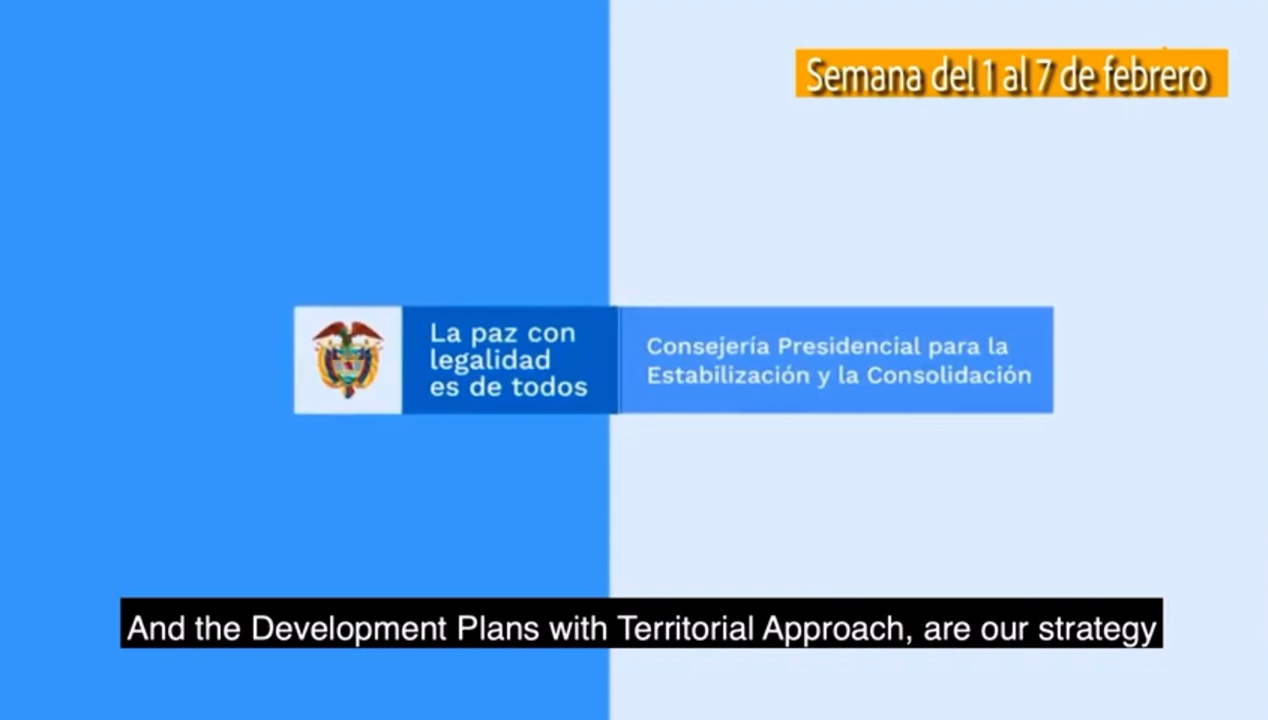 Semana del 1 al 7 de febrero
La paz con
legalidad
es de todos
Consejería Presidencial para la
Estabilización y la Consolidación
And the Development Plans with Territorial Approach, are our strategy